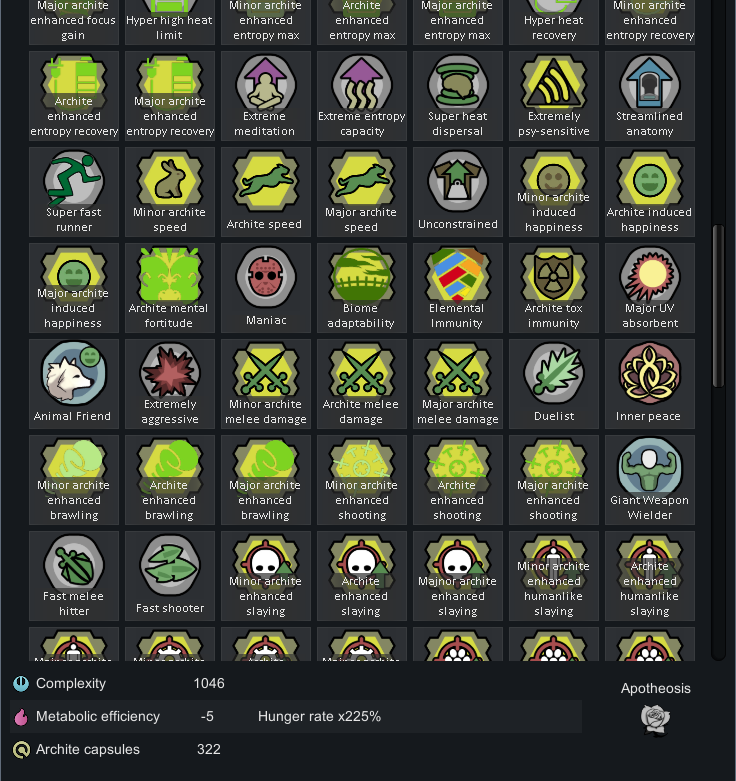 Major archite
enhanced focus
gain
Hyper high heat
limit
Minor archite
enhanced
entropy max
Archite
enhanced
entropy max
Major archite
enhanced
entropy max
Hyper heat
recovery
Minor archite
enhanced
entropy recovery
Archite
enhanced
entropy recovery
Major archite
enhanced
entropy recovery
Extreme
meditation
Extreme entropy
capacity
Super heat
dispersal
Extremely
psy-sensitive
Streamlined
anatomy
Super fast
runner
Minor archite
speed
Archite speed
Major archite
speed
Unconstrained
Minor archite
induced
happiness
Archite induced
happiness
Major archite
induced
happiness
Archite mental
fortitude
Maniac
Biome
adaptability
Elemental
Immunity
Archite tox
immunity
Major UV
absorbent
Animal Friend
Extremely
aggressive
Minor archite
melee damage
Archite melee
damage
Major archite
melee damage
Duelist
Inner peace
Minor archite
enhanced
brawling
Archite
enhanced
brawling
Major archite
enhanced
brawling
Minor archite
enhanced
shooting
Archite
enhanced
shooting
Major archite
enhanced
shooting
Giant Weapon
Wielder
Fast melee
hitter
Fast shooter
Minor archite
enhanced
slaying
Archite
enhanced
slaying
Major archite
enhanced
slaying
Minor archite
enhanced
humanlike
slaying
Archite
enhanced
humanlike
slaying
Complexity 1046
Metabolic efficiency -5 Hunger rate x225%
Archite capsules 322
Apotheosis